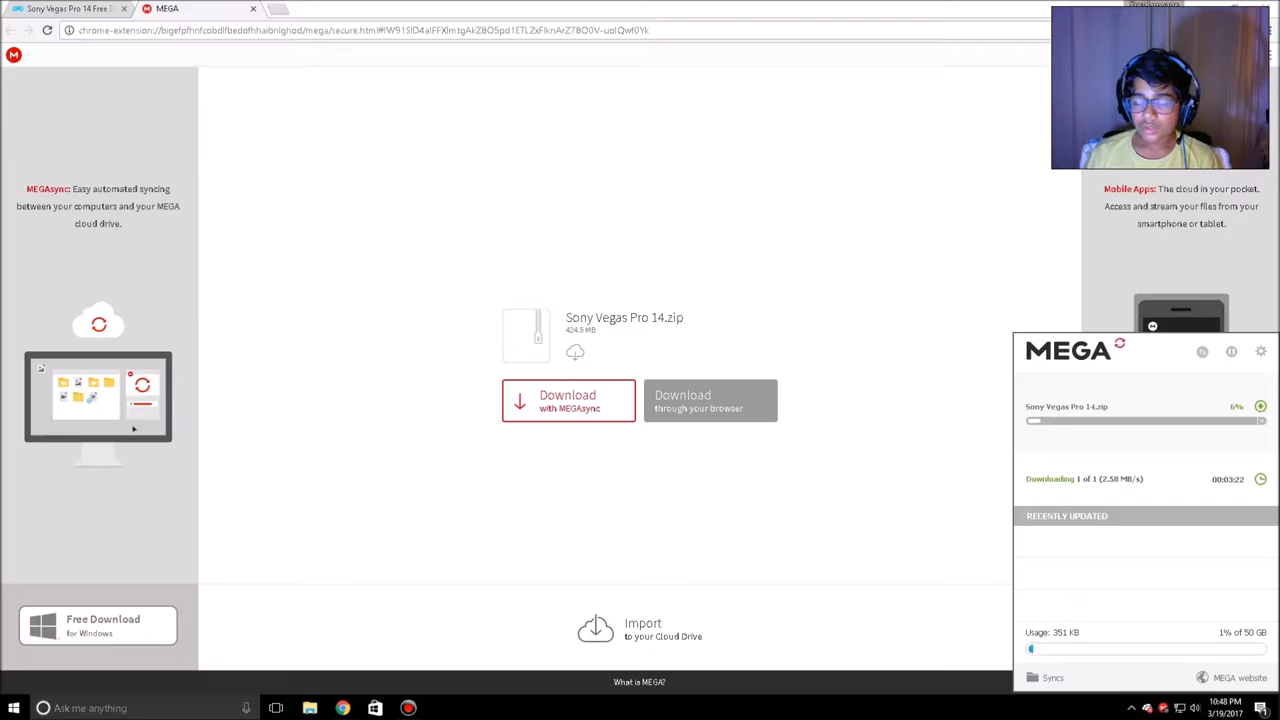 Sony Vegas Pro 14 Free D
MEGA
MEGAsync: Easy automated syncing
between your computers and your MEGA
cloud drive.
Mobile Apps: The cloud in your pocket.
Access and stream your files from your
smartphone or tablet.
Sony Vegas Pro 14.zip
424.5 MB
Download
with MEGAsync
Download
through your browser
MEGA
Sony Vegas Pro 14.zip 6%
Downloading 1 of 1 (2.58 MB/s) 00:03:22
RECENTLY UPDATED
Free Download
for Windows
Import
to your Cloud Drive
Usage: 351 KB 1% of 50 GB
Syncs MEGA website
What is MEGA?
Ask me anything
10:48 PM
3/19/2017